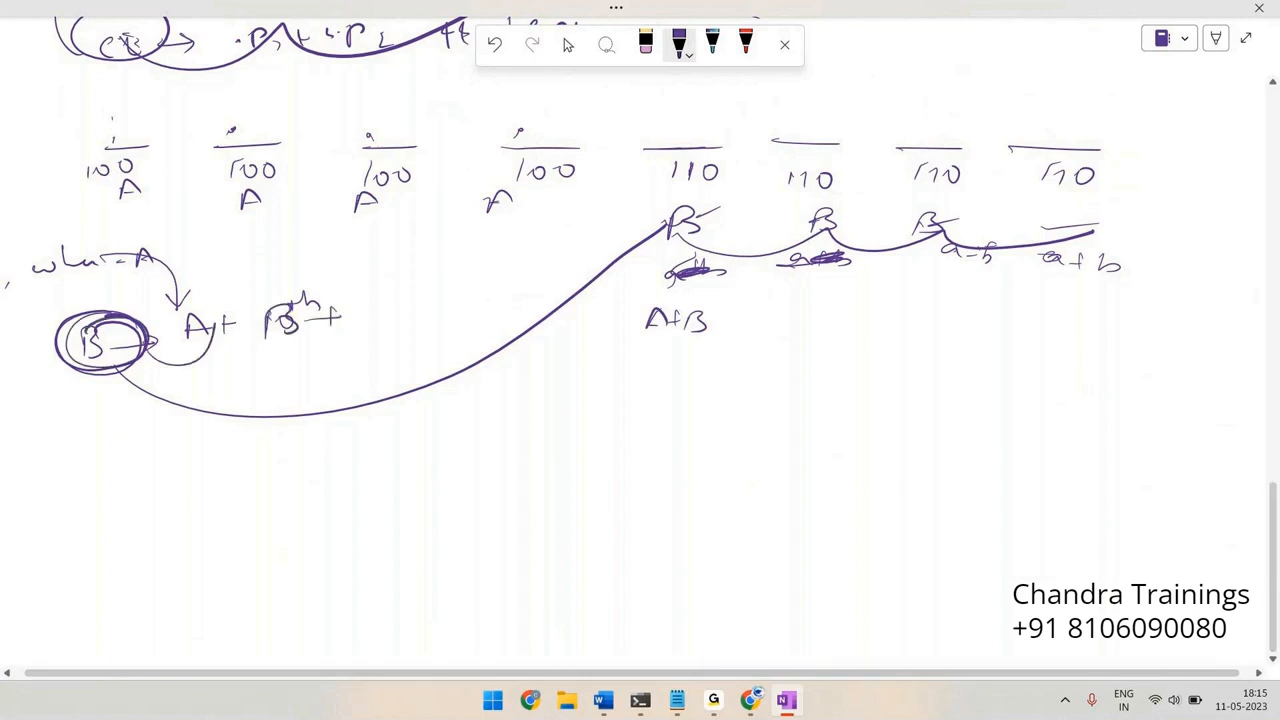 100 100 100 100 110 110 110 110
A A A A B B B
a-b a+b
A
B → A+ B +
A+B
Chandra Trainings
+91 8106090080
ENG
IN
18:15
11-05-2023